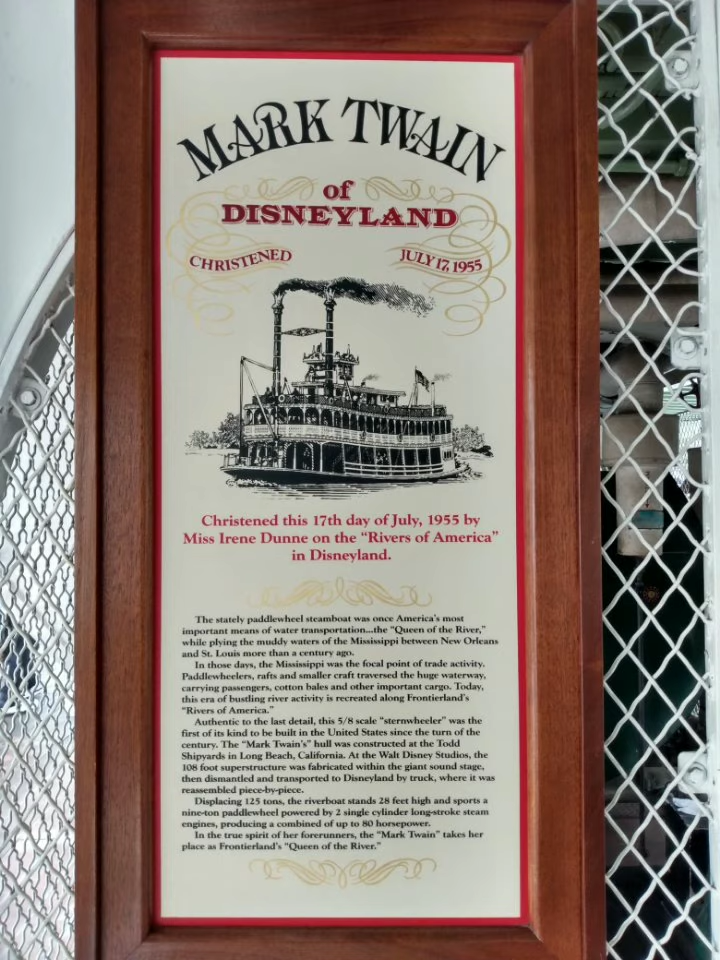 MARK TWAIN
of
DISNEYLAND
CHRISTENED JULY 17, 1955
Christened this 17th day of July, 1955 by
Miss Irene Dunne on the “Rivers of America”
in Disneyland.
The stately paddlewheel steamboat was once America's most
important means of water transportation...the “Queen of the River,”
while plying the muddy waters of the Mississippi between New Orleans
and St. Louis more than a century ago.
In those days, the Mississippi was the focal point of trade activity.
Paddlewheelers, rafts and smaller craft traversed the huge waterway,
carrying passengers, cotton bales and other important cargo. Today,
this era of bustling river activity is recreated along Frontierland's
“Rivers of America.”
Authentic to the last detail, this 5/8 scale “sternwheeler” was the
first of its kind to be built in the United States since the turn of the
century. The “Mark Twain's” hull was constructed at the Todd
Shipyards in Long Beach, California. At the Walt Disney Studios, the
108 foot superstructure was fabricated within the giant sound stage,
then dismantled and transported to Disneyland by truck, where it was
reassembled piece-by-piece.
Displacing 125 tons, the riverboat stands 28 feet high and sports a
nine-ton paddlewheel powered by 2 single cylinder long-stroke steam
engines, producing a combined of up to 80 horsepower.
In the true spirit of her forerunners, the “Mark Twain” takes her
place as Frontierland's “Queen of the River.”